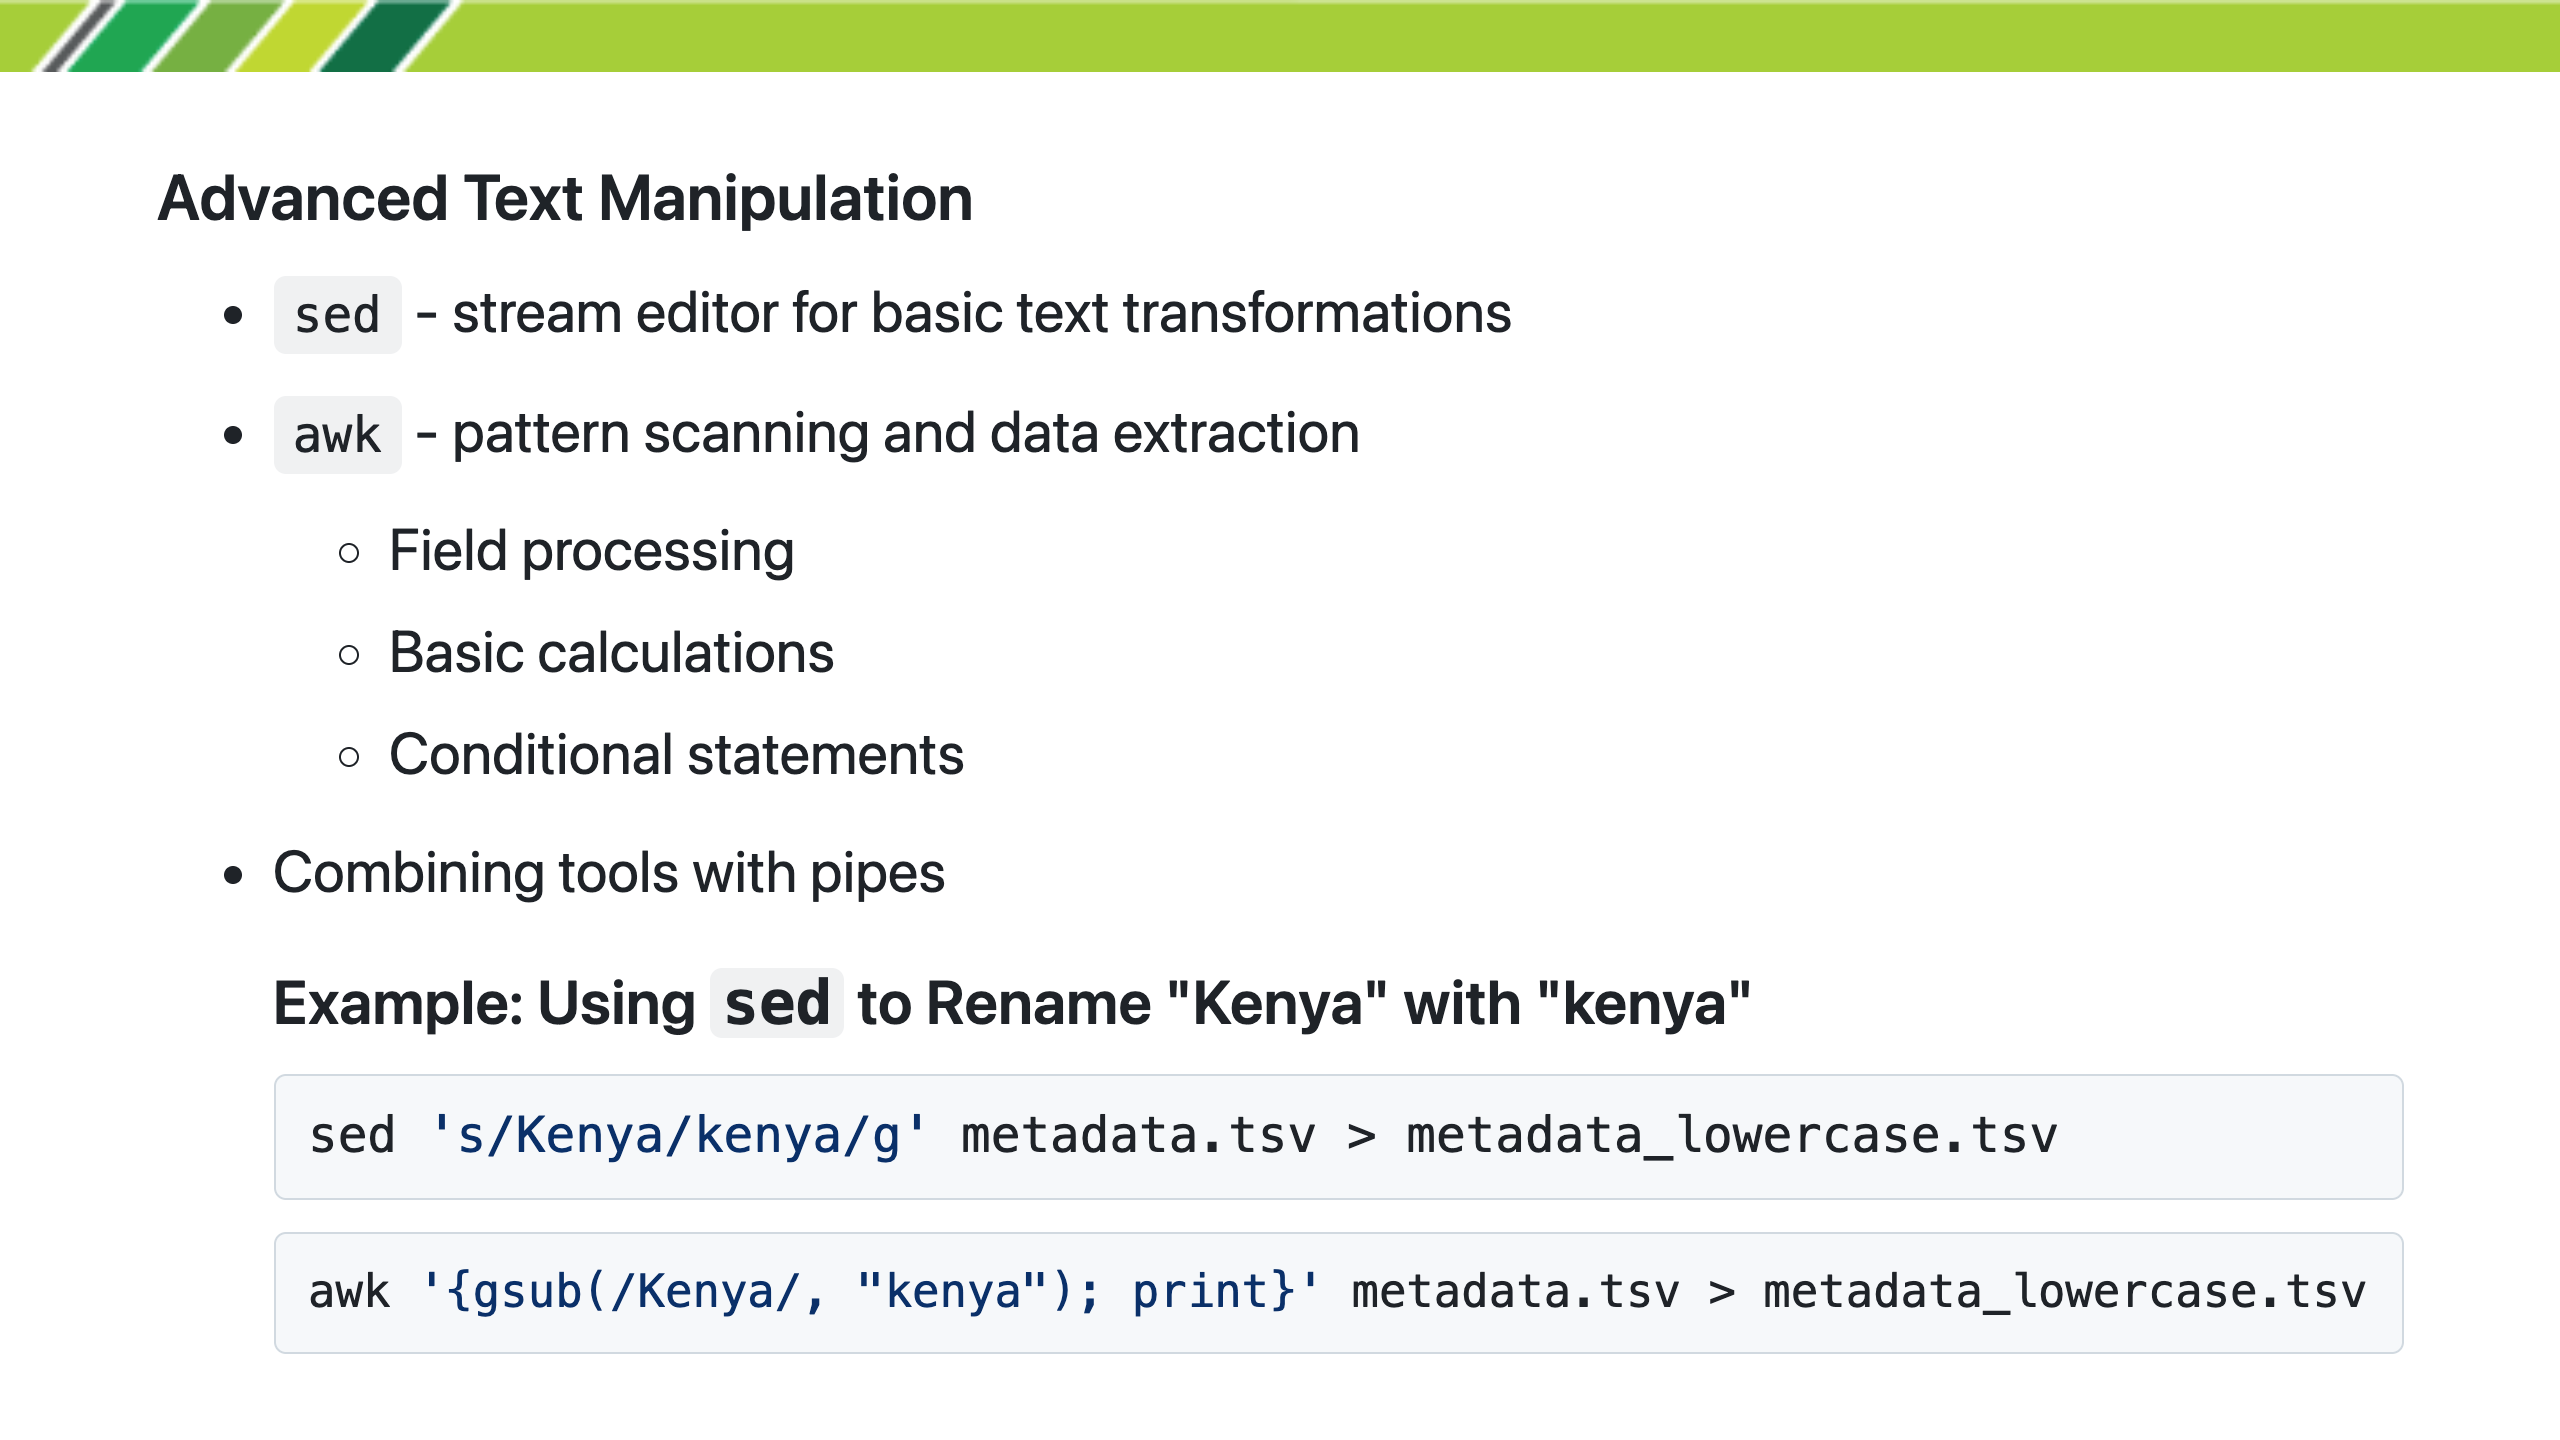 Advanced Text Manipulation
• sed - stream editor for basic text transformations
• awk - pattern scanning and data extraction
○ Field processing
○ Basic calculations
○ Conditional statements
• Combining tools with pipes
Example: Using sed to Rename "Kenya" with "kenya"
sed 's/Kenya/kenya/g' metadata.tsv > metadata_lowercase.tsv
awk '{gsub(/Kenya/, "kenya"); print}' metadata.tsv > metadata_lowercase.tsv